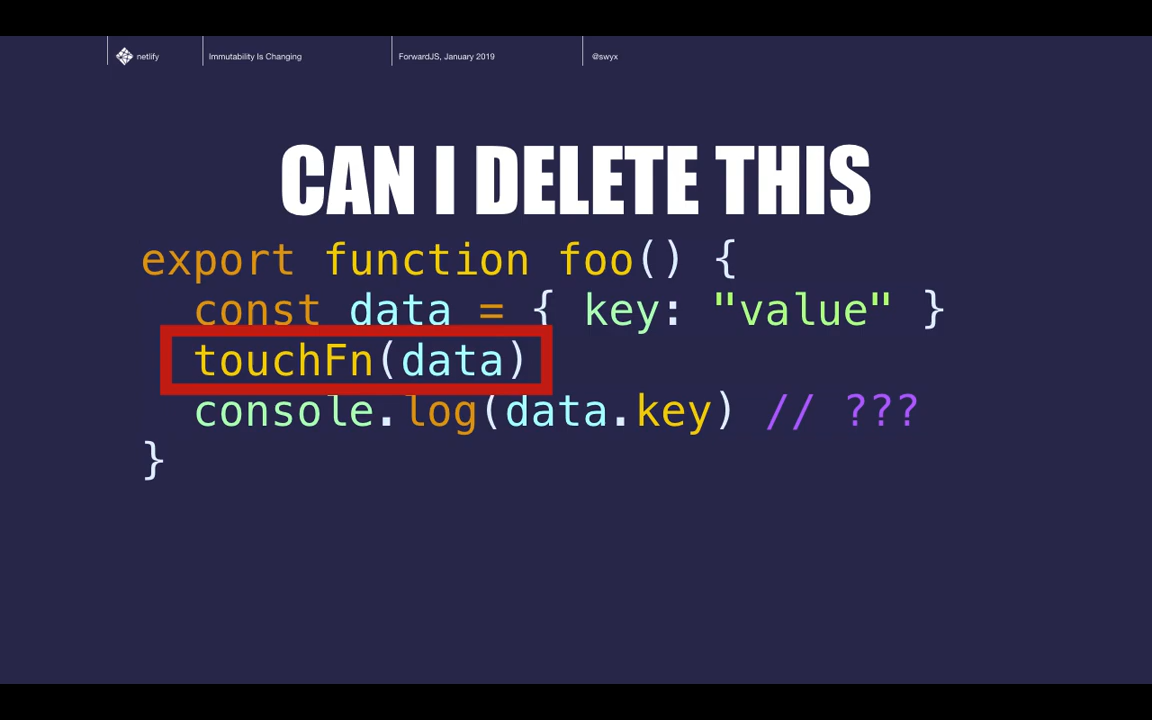 netlify
Immutability Is Changing
ForwardJS, January 2019
@swyx
CAN I DELETE THIS
export function foo() {
const data = { key: "value" }
touchFn(data)
console.log(data.key) // ???
}